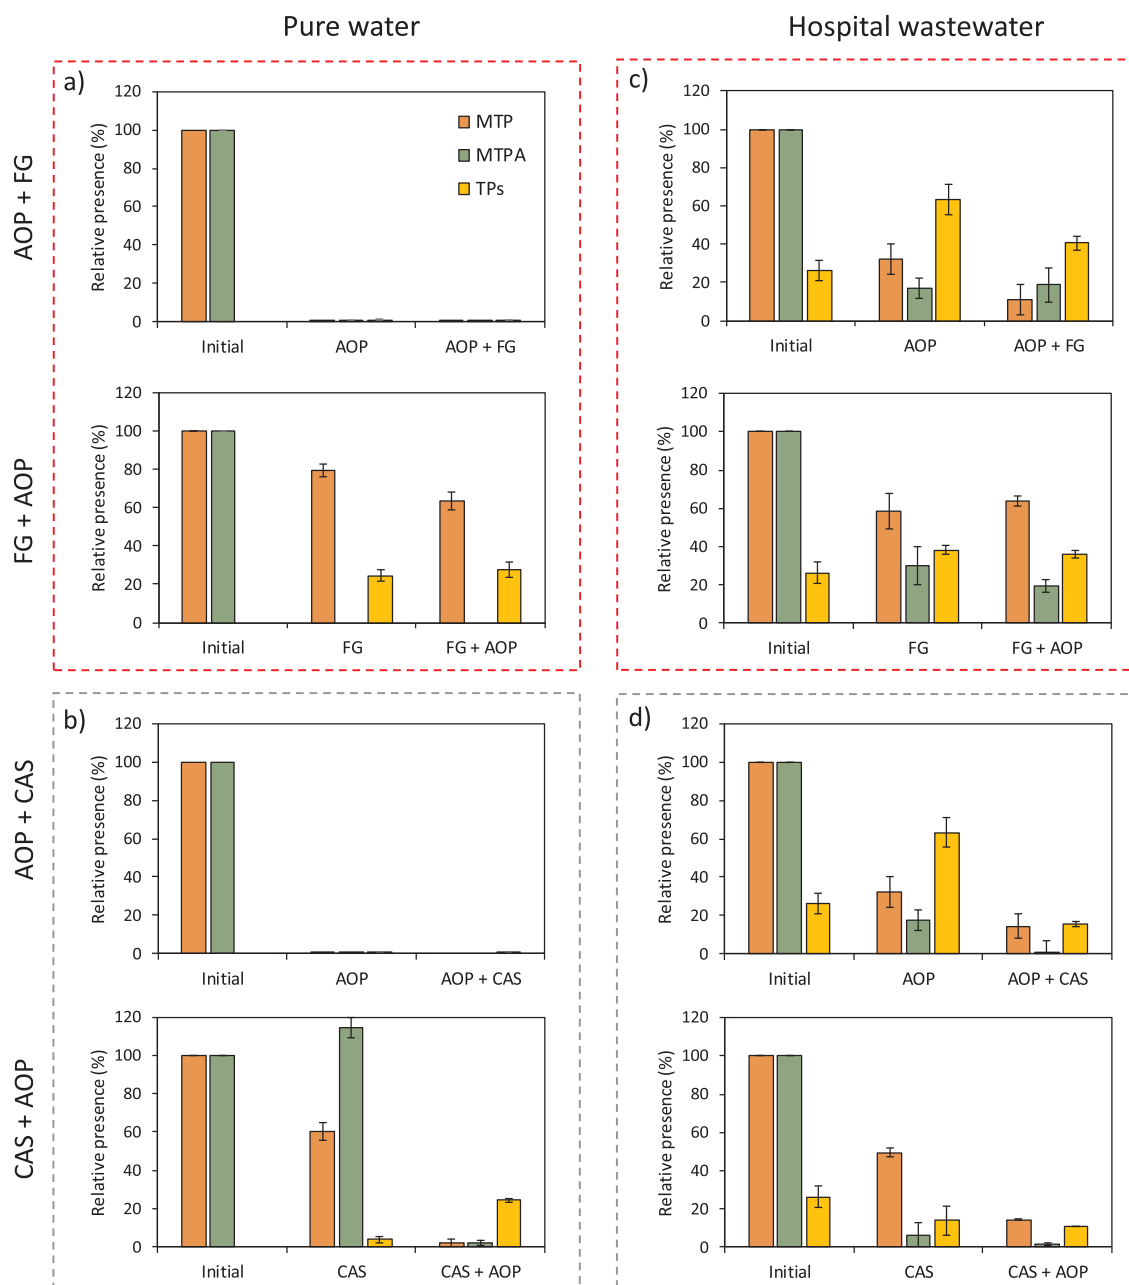 Pure water
Hospital wastewater
AOP + FG
a)
Relative presence (%)
120
100
80
60
40
20
0
MTP
MTPA
TPs
Initial AOP AOP + FG
c)
Relative presence (%)
120
100
80
60
40
20
0
Initial AOP AOP + FG
FG + AOP
Relative presence (%)
120
100
80
60
40
20
0
Initial FG FG + AOP
Relative presence (%)
120
100
80
60
40
20
0
Initial FG FG + AOP
AOP + CAS
b)
Relative presence (%)
120
100
80
60
40
20
0
Initial AOP AOP + CAS
d)
Relative presence (%)
120
100
80
60
40
20
0
Initial AOP AOP + CAS
CAS + AOP
Relative presence (%)
120
100
80
60
40
20
0
Initial CAS CAS + AOP
Relative presence (%)
120
100
80
60
40
20
0
Initial CAS CAS + AOP